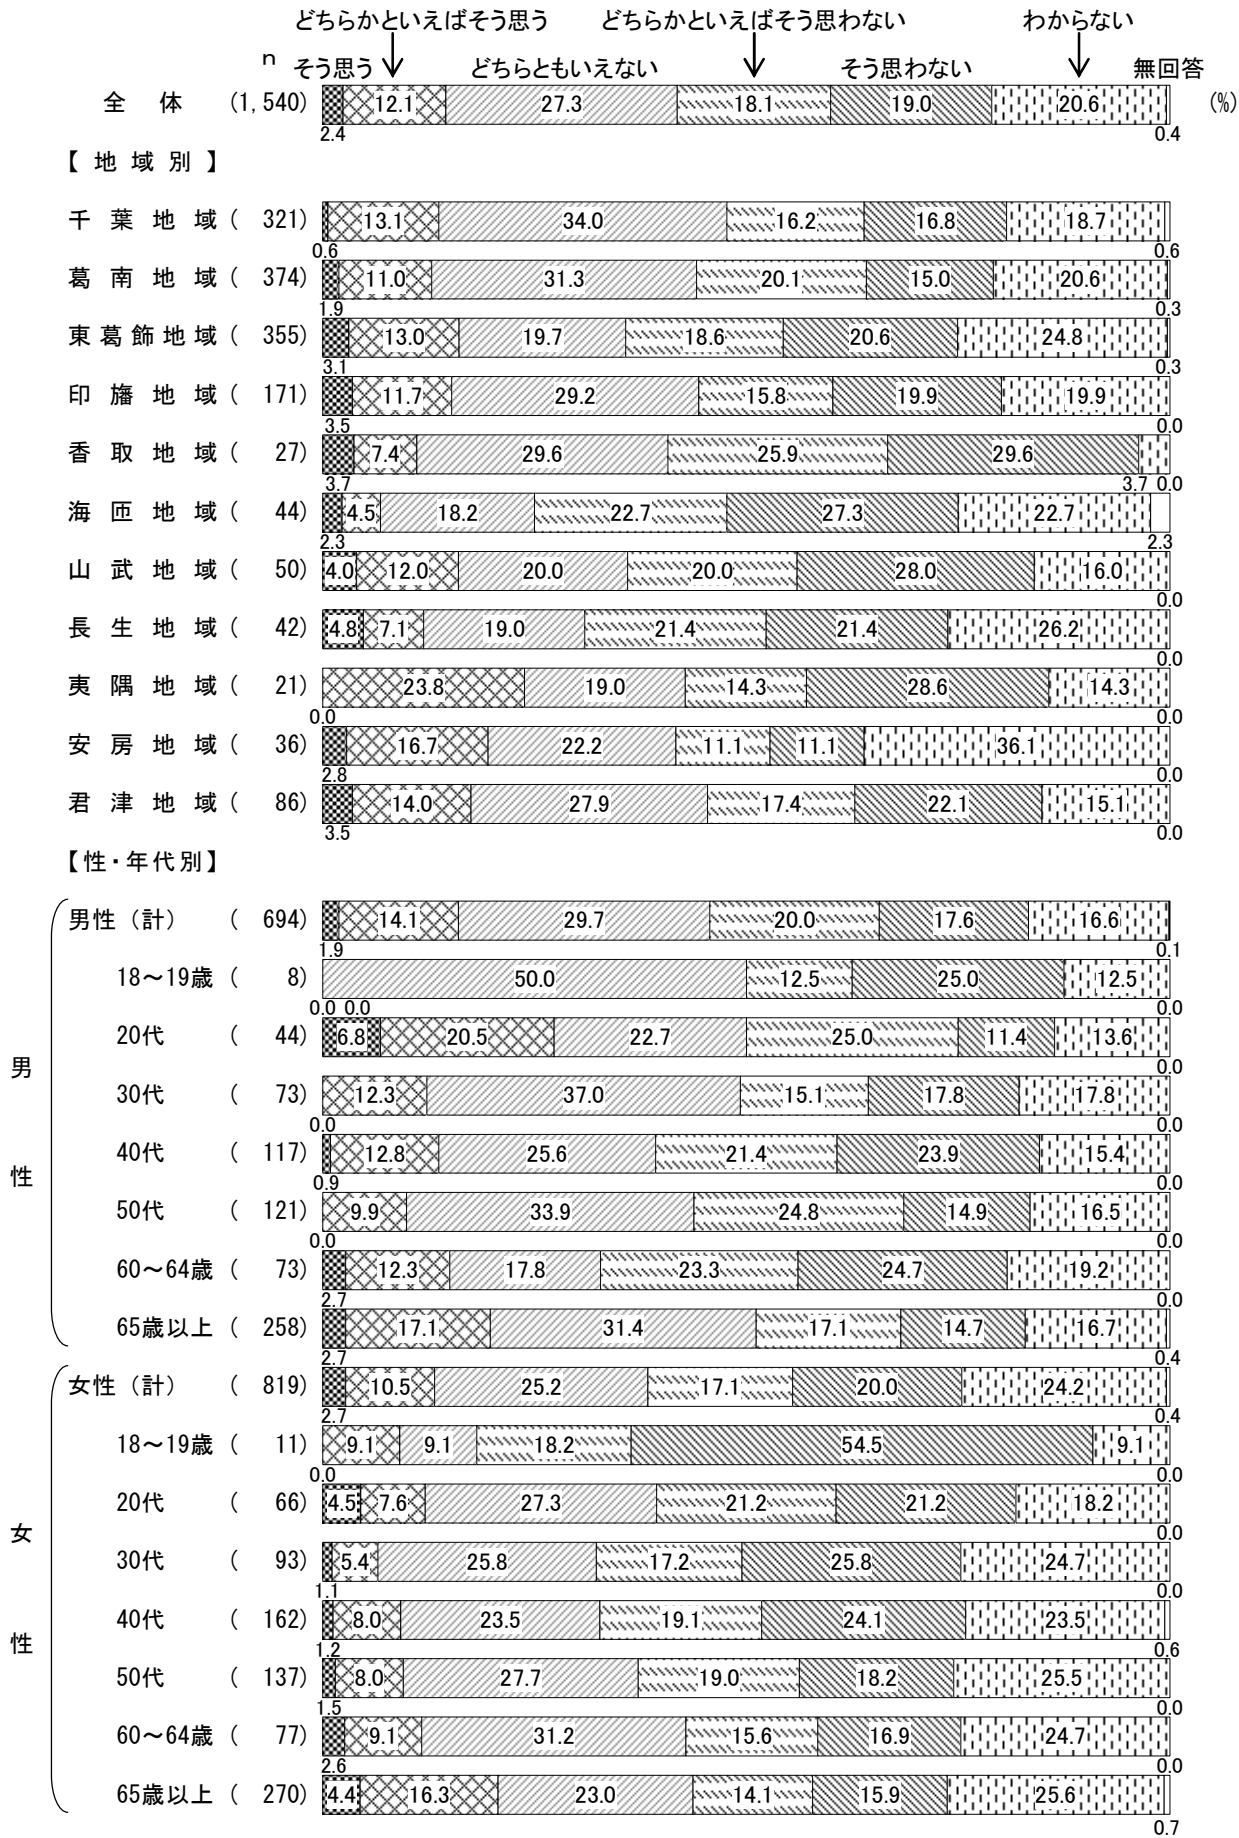 どちらかといえばそう思う どちらかといえばそう思わない わからない
n そう思う どちらともいえない そう思わない 無回答
全体 (1,540) 12.1 27.3 18.1 19.0 20.6 (%)
2.4 0.4
【地域別】
千葉地域( 321) 13.1 34.0 16.2 16.8 18.7
0.6 0.6
葛南地域( 374) 11.0 31.3 20.1 15.0 20.6
1.9 0.3
東葛飾地域( 355) 13.0 19.7 18.6 20.6 24.8
3.1 0.3
印旛地域( 171) 11.7 29.2 15.8 19.9 19.9
3.5 0.0
香取地域( 27) 7.4 29.6 25.9 29.6
3.7 3.7 0.0
海匝地域( 44) 4.5 18.2 22.7 27.3 22.7
2.3 2.3
山武地域( 50) 4.0 12.0 20.0 20.0 28.0 16.0
0.0
長生地域( 42) 4.8 7.1 19.0 21.4 21.4 26.2
0.0
夷隅地域( 21) 23.8 19.0 14.3 28.6 14.3
0.0 0.0
安房地域( 36) 16.7 22.2 11.1 11.1 36.1
2.8 0.0
君津地域( 86) 14.0 27.9 17.4 22.1 15.1
3.5 0.0
【性・年代別】
男性(計) ( 694) 14.1 29.7 20.0 17.6 16.6
1.9 0.1
18～19歳( 8) 50.0 12.5 25.0 12.5
0.0 0.0 0.0
20代 ( 44) 6.8 20.5 22.7 25.0 11.4 13.6
0.0
男
30代 ( 73) 12.3 37.0 15.1 17.8 17.8
0.0 0.0
40代 ( 117) 12.8 25.6 21.4 23.9 15.4
性
0.9 0.0
50代 ( 121) 9.9 33.9 24.8 14.9 16.5
0.0 0.0
60～64歳( 73) 12.3 17.8 23.3 24.7 19.2
2.7 0.0
65歳以上( 258) 17.1 31.4 17.1 14.7 16.7
2.7 0.4
女性(計) ( 819) 10.5 25.2 17.1 20.0 24.2
2.7 0.4
18～19歳( 11) 9.1 9.1 18.2 54.5 9.1
0.0 0.0
20代 ( 66) 4.5 7.6 27.3 21.2 21.2 18.2
0.0
女
30代 ( 93) 5.4 25.8 17.2 25.8 24.7
1.1 0.0
40代 ( 162) 8.0 23.5 19.1 24.1 23.5
性
1.2 0.6
50代 ( 137) 8.0 27.7 19.0 18.2 25.5
1.5 0.0
60～64歳( 77) 9.1 31.2 15.6 16.9 24.7
2.6 0.0
65歳以上( 270) 4.4 16.3 23.0 14.1 15.9 25.6
0.7